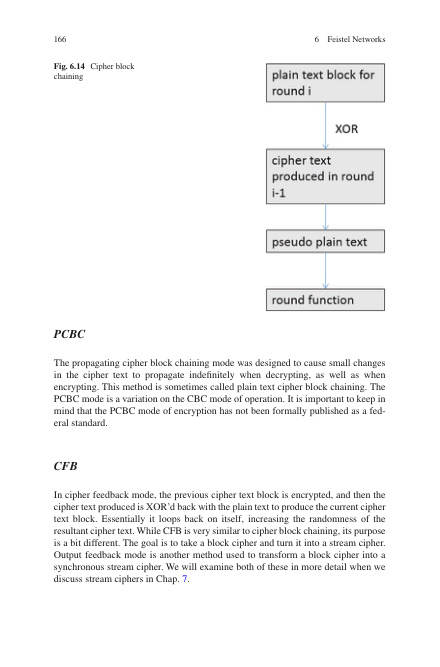 166
6 Feistel Networks
Fig. 6.14 Cipher block
chaining
plain text block for
round i
XOR
cipher text
produced in round
i-1
pseudo plain text
round function
PCBC
The propagating cipher block chaining mode was designed to cause small changes
in the cipher text to propagate indefinitely when decrypting, as well as when
encrypting. This method is sometimes called plain text cipher block chaining. The
PCBC mode is a variation on the CBC mode of operation. It is important to keep in
mind that the PCBC mode of encryption has not been formally published as a fed-
eral standard.
CFB
In cipher feedback mode, the previous cipher text block is encrypted, and then the
cipher text produced is XOR'd back with the plain text to produce the current cipher
text block. Essentially it loops back on itself, increasing the randomness of the
resultant cipher text. While CFB is very similar to cipher block chaining, its purpose
is a bit different. The goal is to take a block cipher and turn it into a stream cipher.
Output feedback mode is another method used to transform a block cipher into a
synchronous stream cipher. We will examine both of these in more detail when we
discuss stream ciphers in Chap. 7.